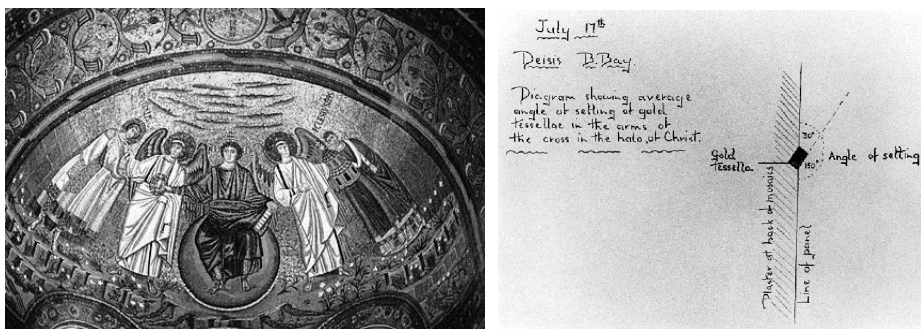 July 17th
Deisis B.Bay.
Diagram showing average
angle of setting of gold
tessellae in the arms of
the cross in the halo of Christ.
30°
Gold
Tessella
Angle of setting
150°
Plaster at back of mosaics
Line of panel